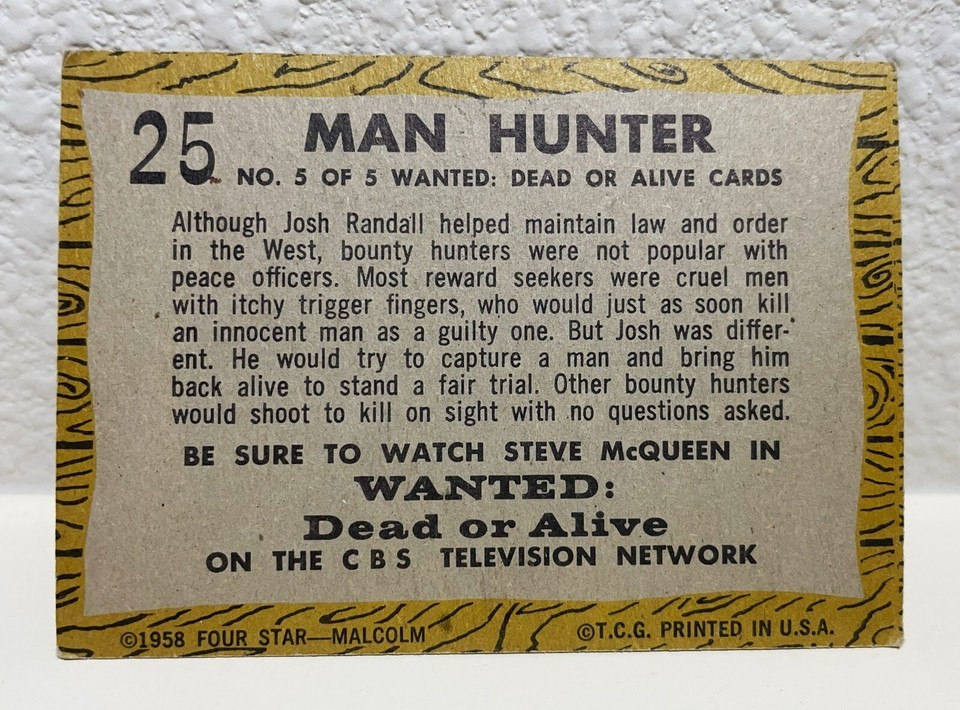 25
MAN HUNTER
NO. 5 OF 5 WANTED: DEAD OR ALIVE CARDS
Although Josh Randall helped maintain law and order
in the West, bounty hunters were not popular with
peace officers. Most reward seekers were cruel men
with itchy trigger fingers, who would just as soon kill
an innocent man as a guilty one. But Josh was differ-
ent. He would try to capture a man and bring him
back alive to stand a fair trial. Other bounty hunters
would shoot to kill on sight with no questions asked.
BE SURE TO WATCH STEVE McQUEEN IN
WANTED:
Dead or Alive
ON THE CBS TELEVISION NETWORK
©1958 FOUR STAR—MALCOLM
©T.C.G. PRINTED IN U.S.A.